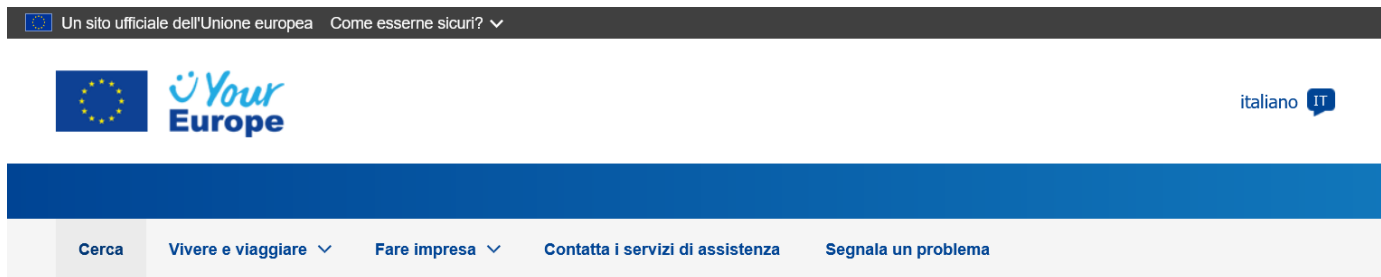 Un sito ufficiale dell'Unione europea Come esserne sicuri?
Your
Europe
italiano IT
Cerca Vivere e viaggiare Fare impresa Contatta i servizi di assistenza Segnala un problema